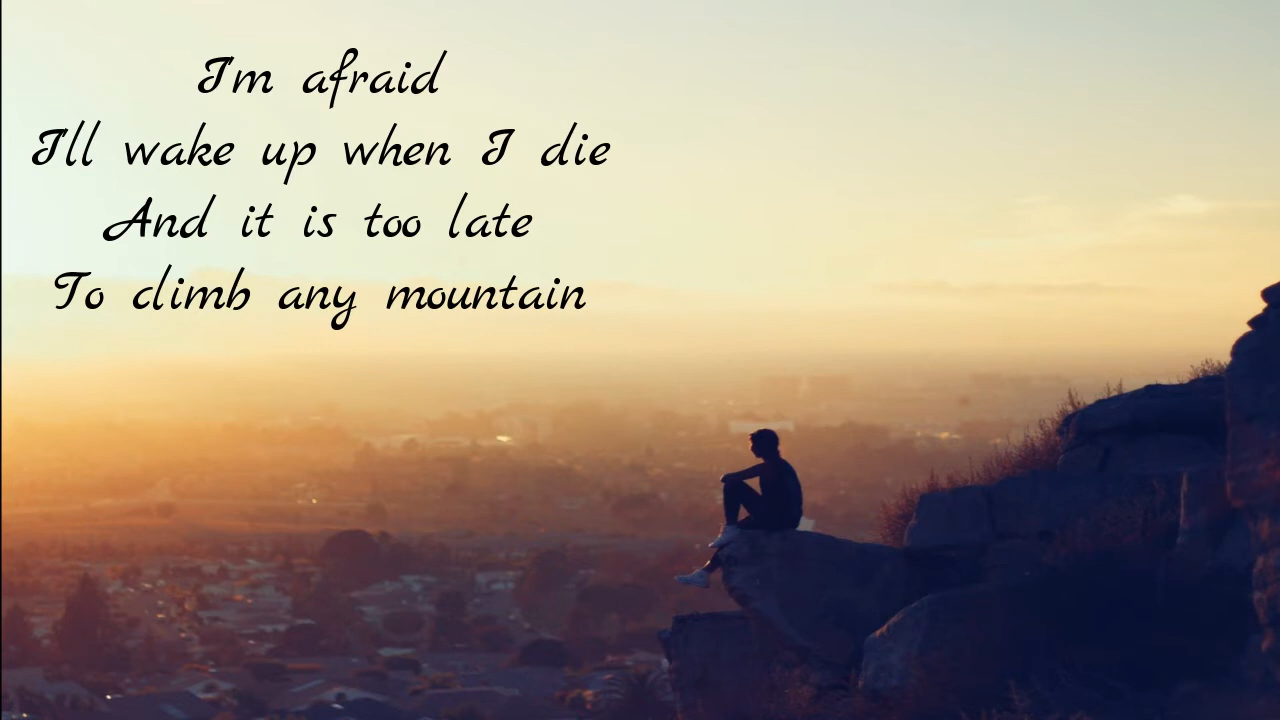 I'm afraid
I'll wake up when I die
And it is too late
To climb any mountain